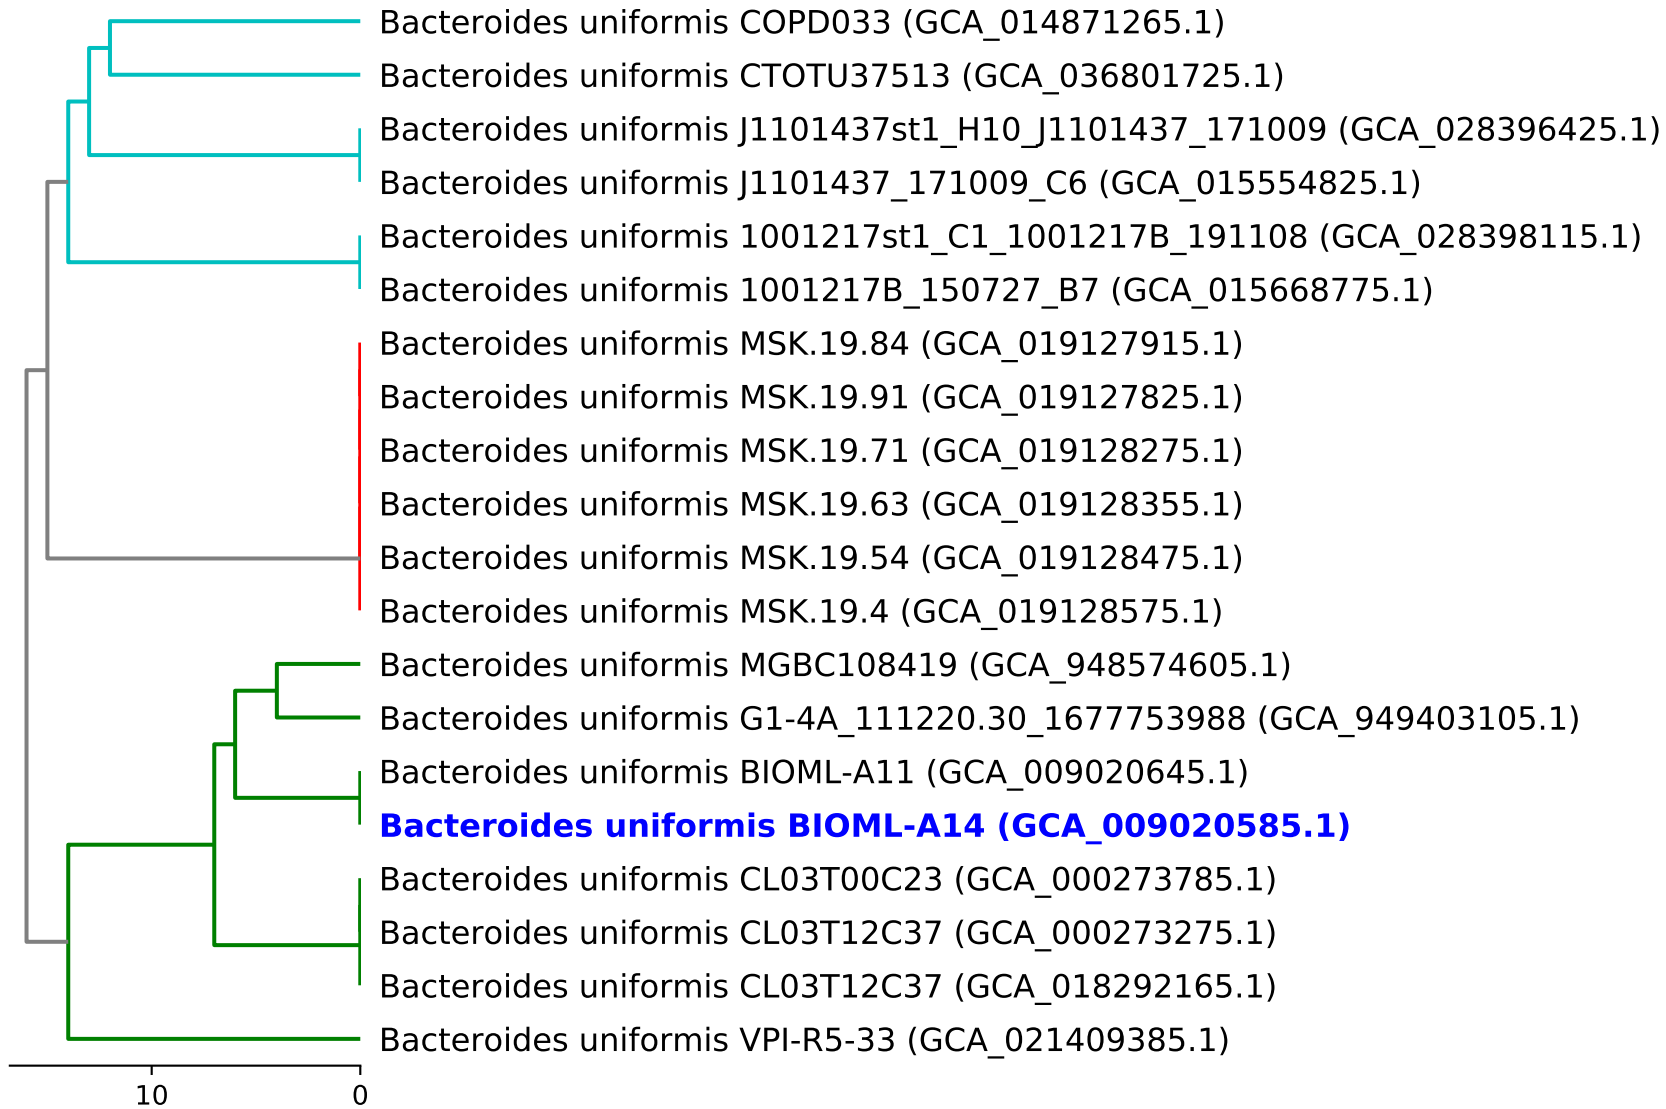 Bacteroides uniformis COPD033 (GCA_014871265.1)
Bacteroides uniformis CTOTU37513 (GCA_036801725.1)
Bacteroides uniformis J1101437st1_H10_J1101437_171009 (GCA_028396425.1)
Bacteroides uniformis J1101437_171009_C6 (GCA_015554825.1)
Bacteroides uniformis 1001217st1_C1_1001217B_191108 (GCA_028398115.1)
Bacteroides uniformis 1001217B_150727_B7 (GCA_015668775.1)
Bacteroides uniformis MSK.19.84 (GCA_019127915.1)
Bacteroides uniformis MSK.19.91 (GCA_019127825.1)
Bacteroides uniformis MSK.19.71 (GCA_019128275.1)
Bacteroides uniformis MSK.19.63 (GCA_019128355.1)
Bacteroides uniformis MSK.19.54 (GCA_019128475.1)
Bacteroides uniformis MSK.19.4 (GCA_019128575.1)
Bacteroides uniformis MGBC108419 (GCA_948574605.1)
Bacteroides uniformis G1-4A_111220.30_1677753988 (GCA_949403105.1)
Bacteroides uniformis BIOML-A11 (GCA_009020645.1)
Bacteroides uniformis BIOML-A14 (GCA_009020585.1)
Bacteroides uniformis CL03T00C23 (GCA_000273785.1)
Bacteroides uniformis CL03T12C37 (GCA_000273275.1)
Bacteroides uniformis CL03T12C37 (GCA_018292165.1)
Bacteroides uniformis VPI-R5-33 (GCA_021409385.1)
10 0